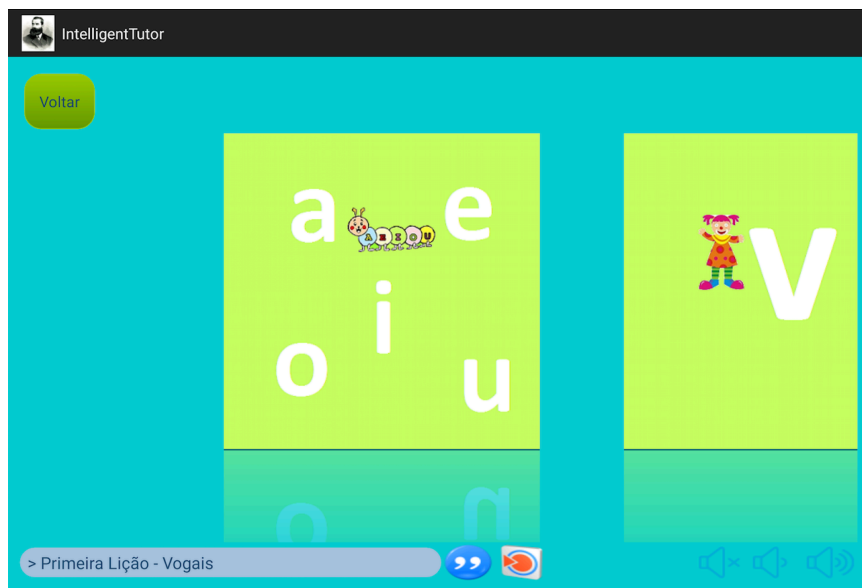 IntelligentTutor
Voltar
a e
A E I O U
i
o u
V
> Primeira Lição - Vogais